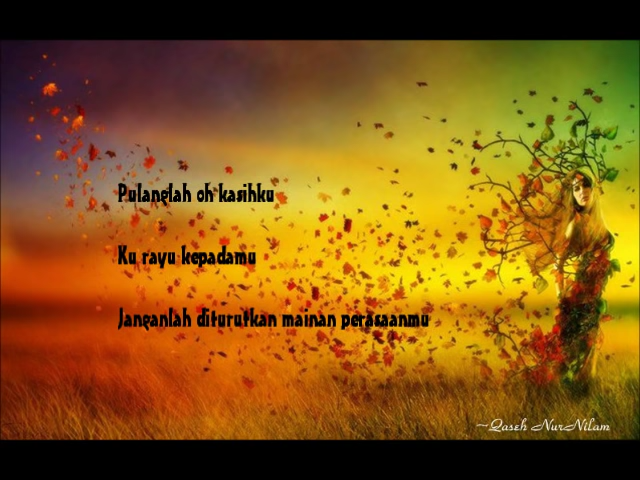 Pulanglah oh kasihku
Ku rayu kepadamu
Janganlah diturutkan mainan perasaanmu
~Qaseh NurNilam